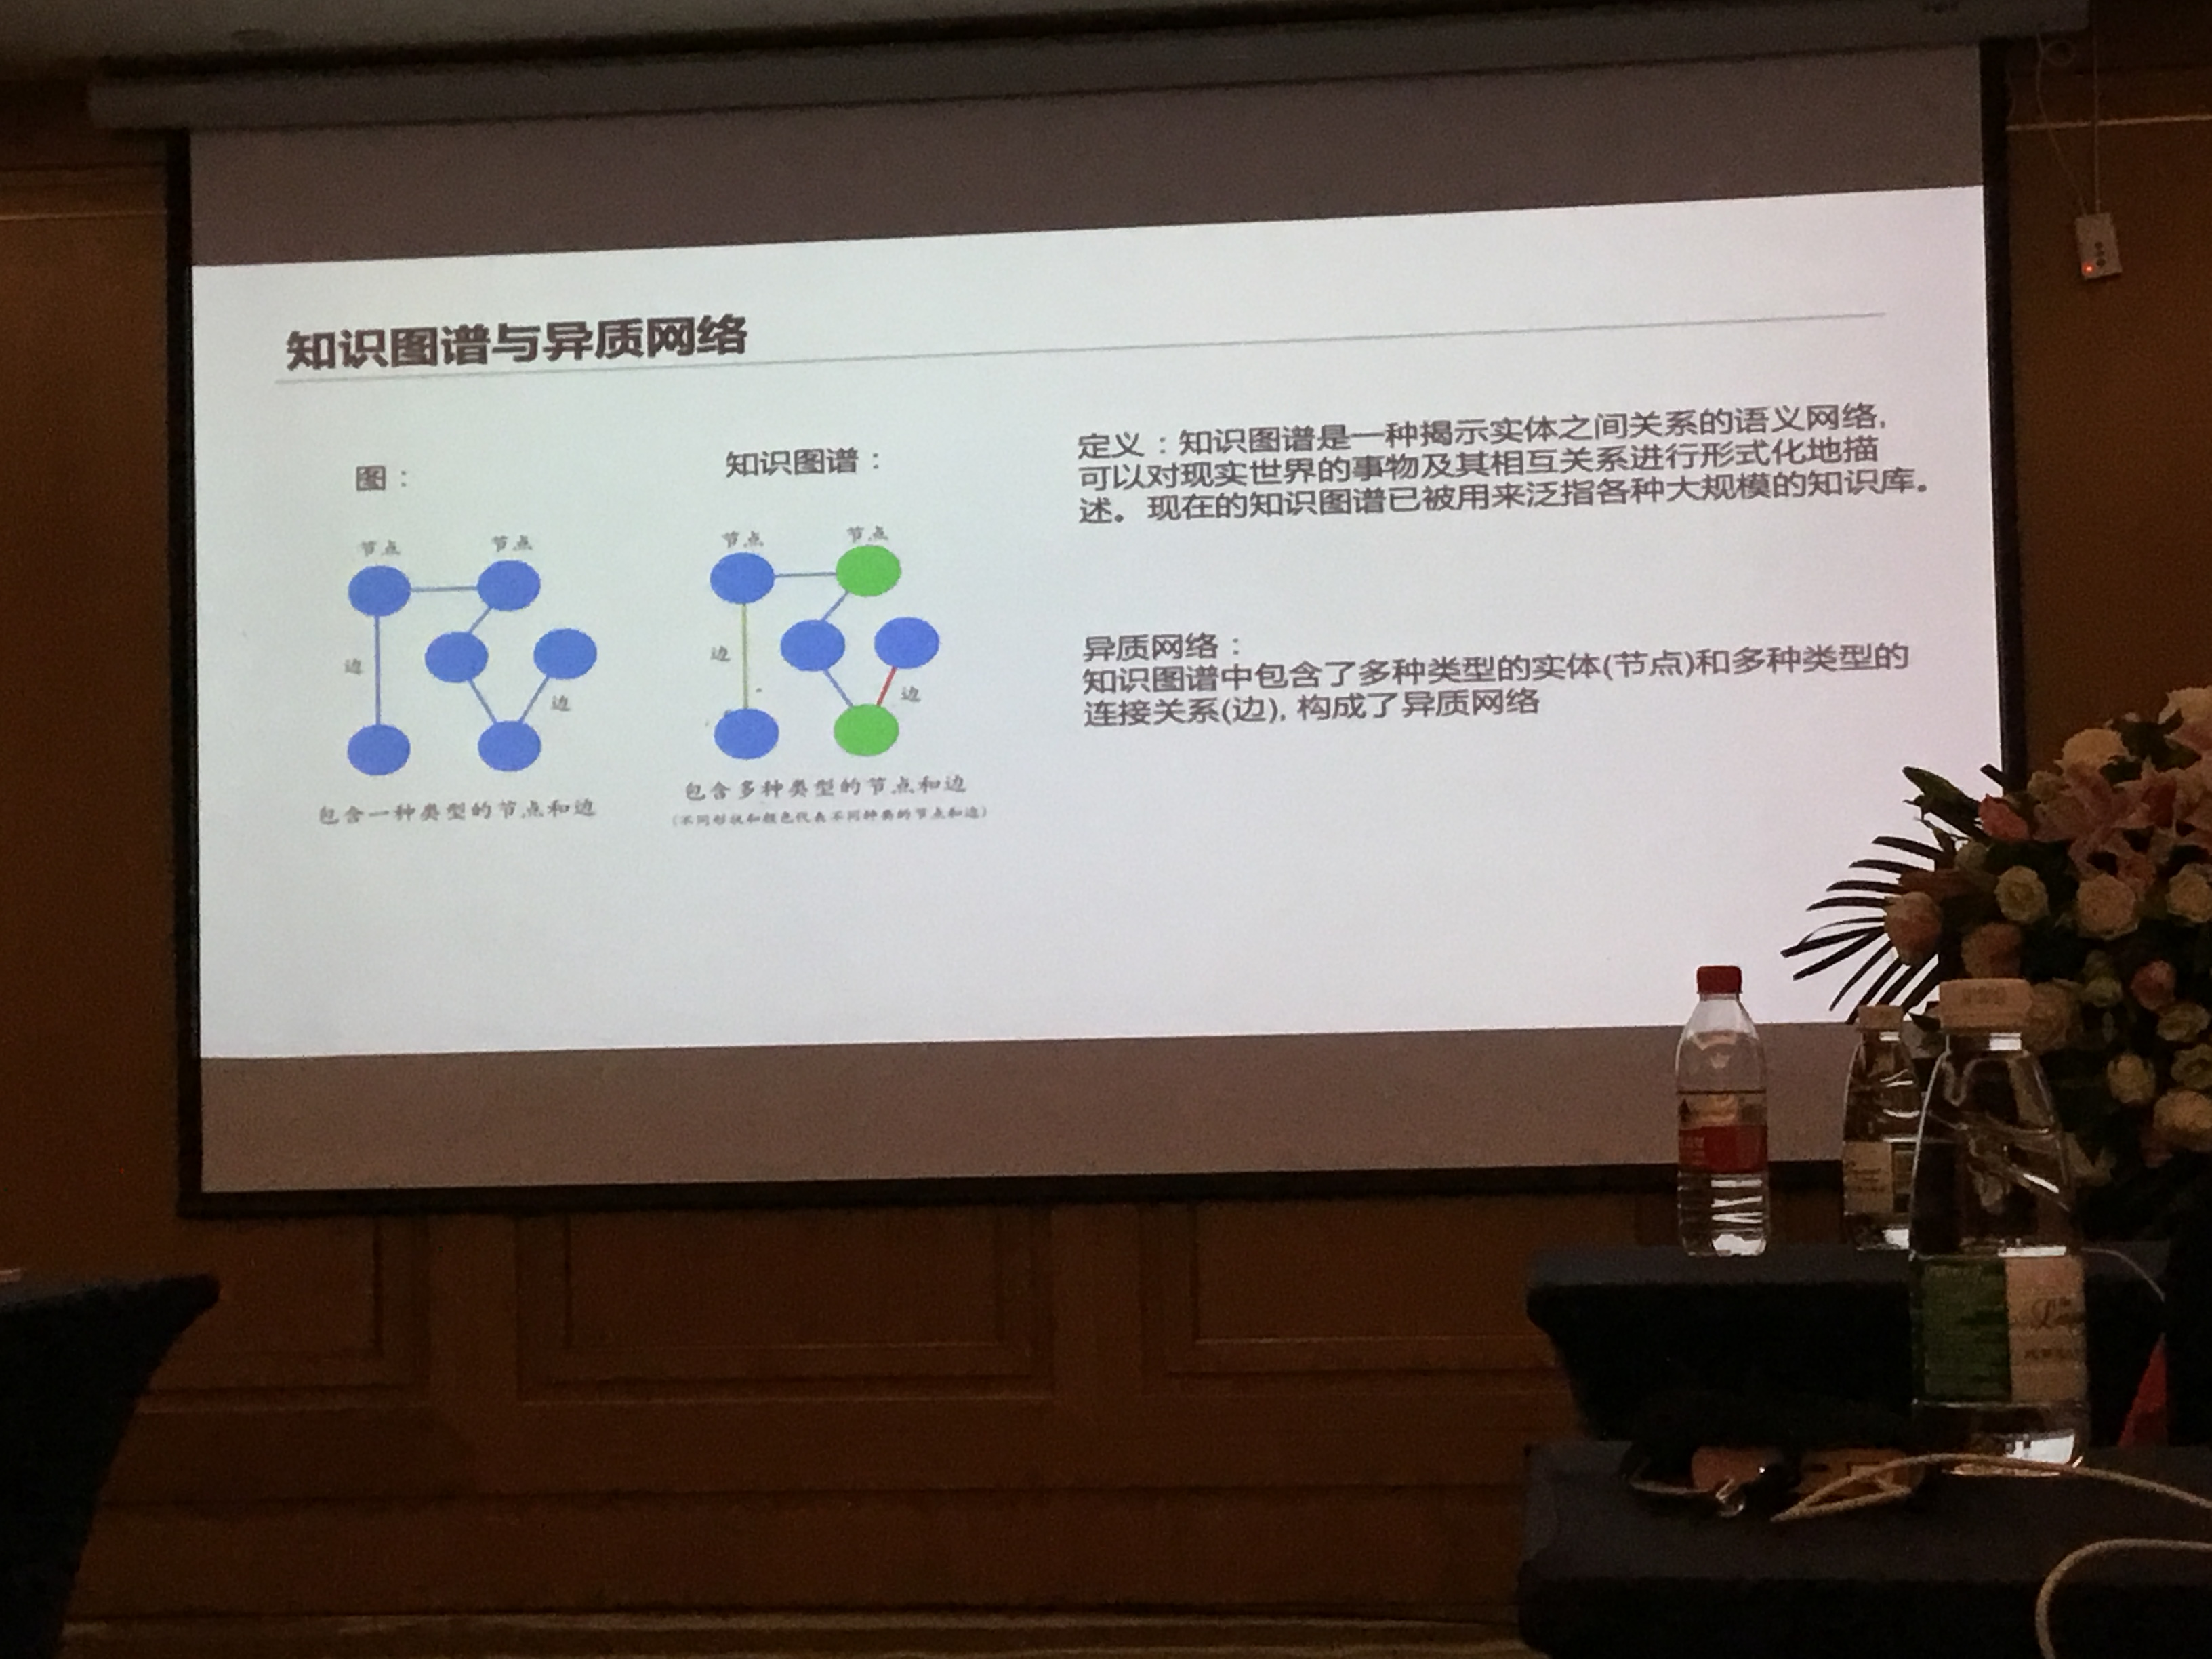 知识图谱与异质网络
图：
节点
节点
边
边
包含一种类型的节点和边
知识图谱：
节点
节点
边
边
包含多种类型的节点和边
（不同形状和颜色代表不同种类的节点和边）
定义：知识图谱是一种揭示实体之间关系的语义网络,
可以对现实世界的事物及其相互关系进行形式化地描
述。现在的知识图谱已被用来泛指各种大规模的知识库。
异质网络：
知识图谱中包含了多种类型的实体(节点)和多种类型的
连接关系(边), 构成了异质网络